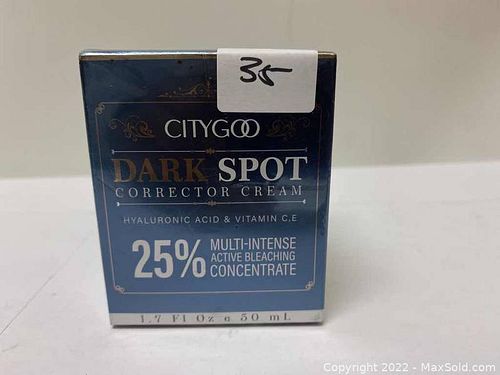 35
CITYGOO
DARK SPOT
CORRECTOR CREAM
HYALURONIC ACID & VITAMIN C.E
25% MULTI-INTENSE
ACTIVE BLEACHING
CONCENTRATE
1.7 Fl Oz e 50 mL
Copyright 2022 - MaxSold.com